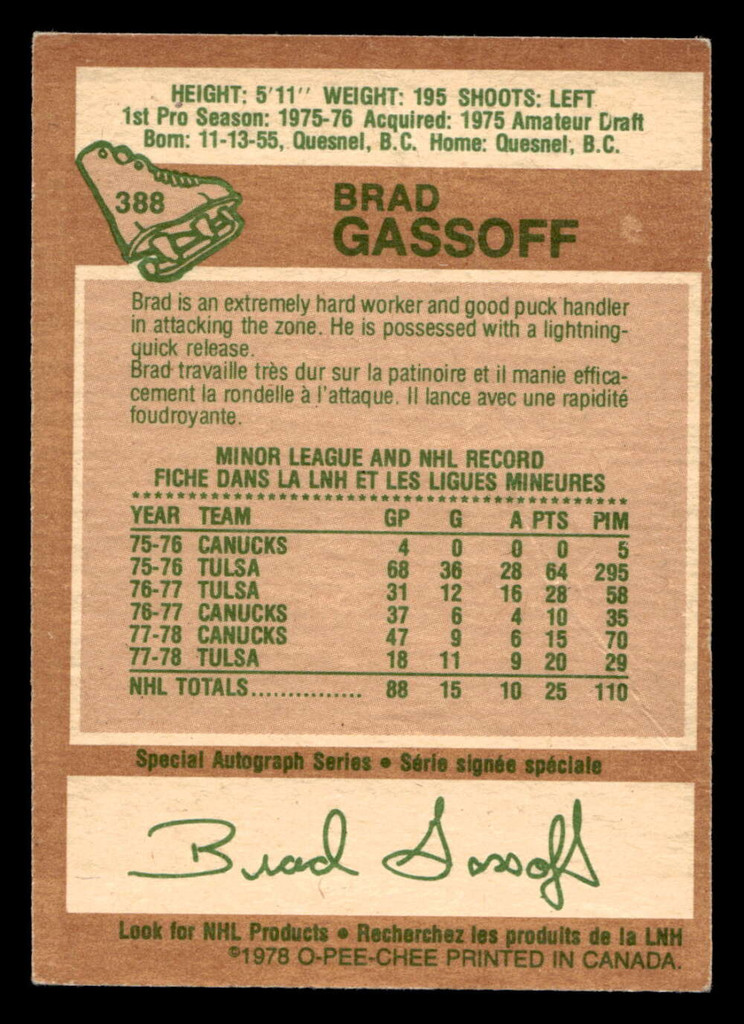 HEIGHT: 5'11" WEIGHT: 195 SHOOTS: LEFT
1st Pro Season: 1975-76 Acquired: 1975 Amateur Draft
Born: 11-13-55, Quesnel, B.C. Home: Quesnel, B.C.
388
BRAD
GASSOFF
Brad is an extremely hard worker and good puck handler
in attacking the zone. He is possessed with a lightning-
quick release.
Brad travaille très dur sur la patinoire et il manie effica-
cement la rondelle à l'attaque. Il lance avec une rapidité
foudroyante.
MINOR LEAGUE AND NHL RECORD
FICHE DANS LA LNH ET LES LIGUES MINEURES
YEAR TEAM GP G A PTS PIM
75-76 CANUCKS 4 0 0 0 5
75-76 TULSA 68 36 28 64 295
76-77 TULSA 31 12 16 28 58
76-77 CANUCKS 37 6 4 10 35
77-78 CANUCKS 47 9 6 15 70
77-78 TULSA 18 11 9 20 29
NHL TOTALS............... 88 15 10 25 110
Special Autograph Series • Série signée spéciale
Brad Gassoff
Look for NHL Products • Recherchez les produits de la LNH
©1978 O-PEE-CHEE PRINTED IN CANADA.